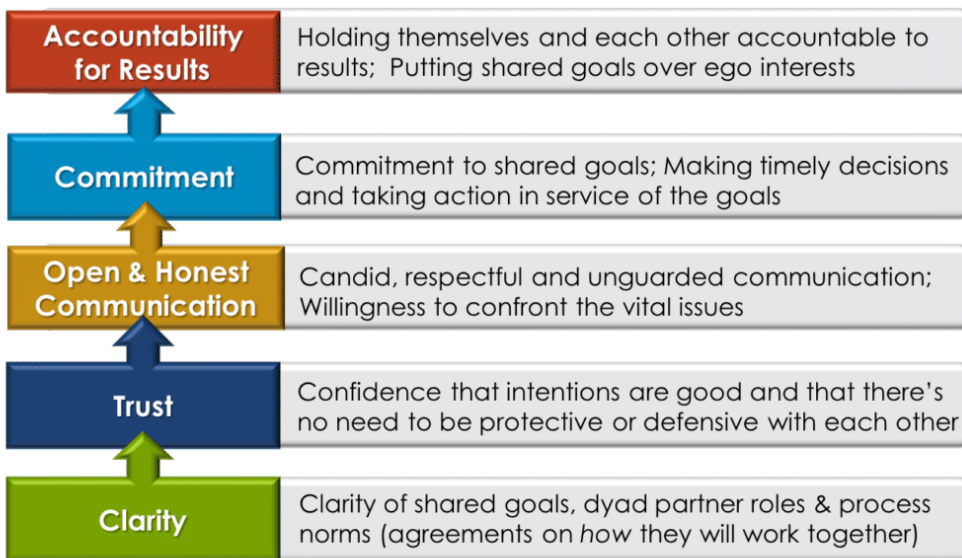 Accountability
for Results
Holding themselves and each other accountable to
results;  Putting shared goals over ego interests
Commitment
Commitment to shared goals; Making timely decisions
and taking action in service of the goals
Open & Honest
Communication
Candid, respectful and unguarded communication;
Willingness to confront the vital issues
Trust
Confidence that intentions are good and that there’s
no need to be protective or defensive with each other
Clarity
Clarity of shared goals, dyad partner roles & process
norms (agreements on how they will work together)